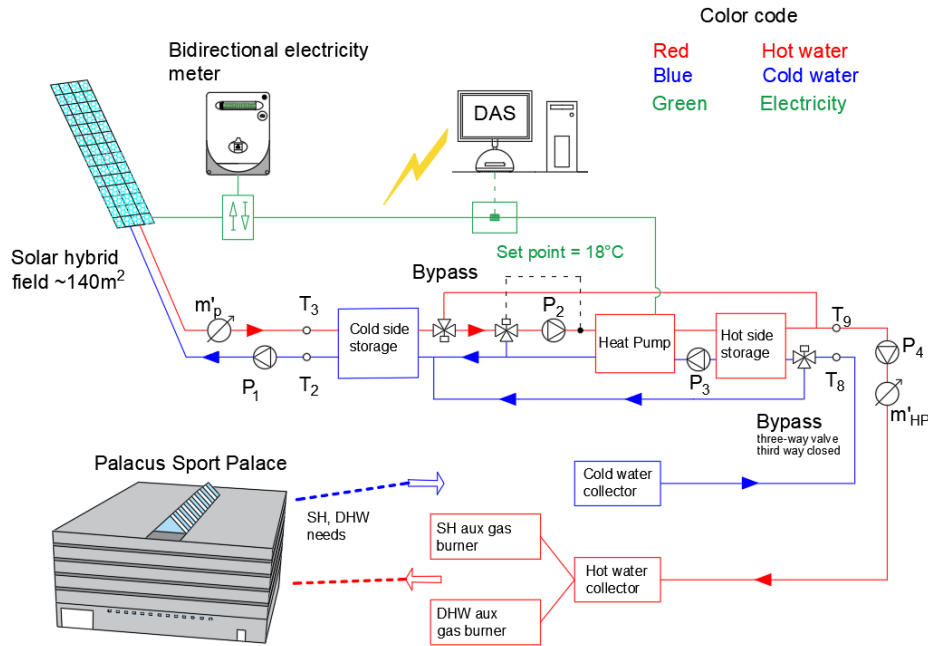 Color code
Red Hot water
Blue Cold water
Green Electricity
Bidirectional electricity
meter
DAS
Solar hybrid
field ~140m²
Set point = 18°C
Bypass
m'p
T3
P2
T9
Cold side
storage
Heat Pump
Hot side
storage
P4
P1
T2
P3
T8
m'HP
Bypass
three-way valve
third way closed
Palacus Sport Palace
SH, DHW
needs
Cold water
collector
SH aux gas
burner
Hot water
collector
DHW aux
gas burner